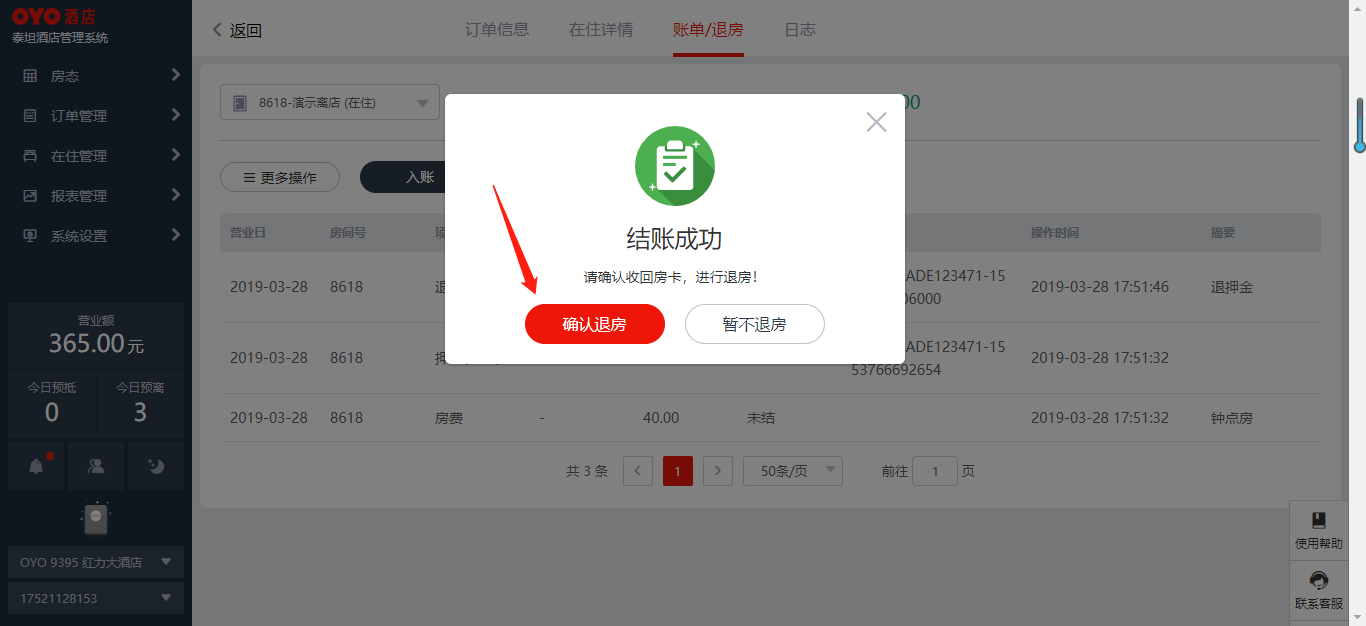 OYO 酒店
泰坦酒店管理系统
房态
订单管理
在住管理
报表管理
系统设置
营业额
365.00元
今日预抵
今日预离
0
3
OYO 9395 红力大酒店
17521128153
返回
订单信息
在住详情
账单/退房
日志
8618-演示离店 (在住)
00
更多操作
入账
结账成功
请确认收回房卡，进行退房！
确认退房
暂不退房
营业日
房间号
操作时间
摘要
2019-03-28
8618
退
ADE123471-15
06000
2019-03-28 17:51:46
退押金
2019-03-28
8618
押
ADE123471-15
53766692654
2019-03-28 17:51:32
2019-03-28
8618
房费
-
40.00
未结
2019-03-28 17:51:32
钟点房
共 3 条
1
50条/页
前往
1
页
使用帮助
联系客服